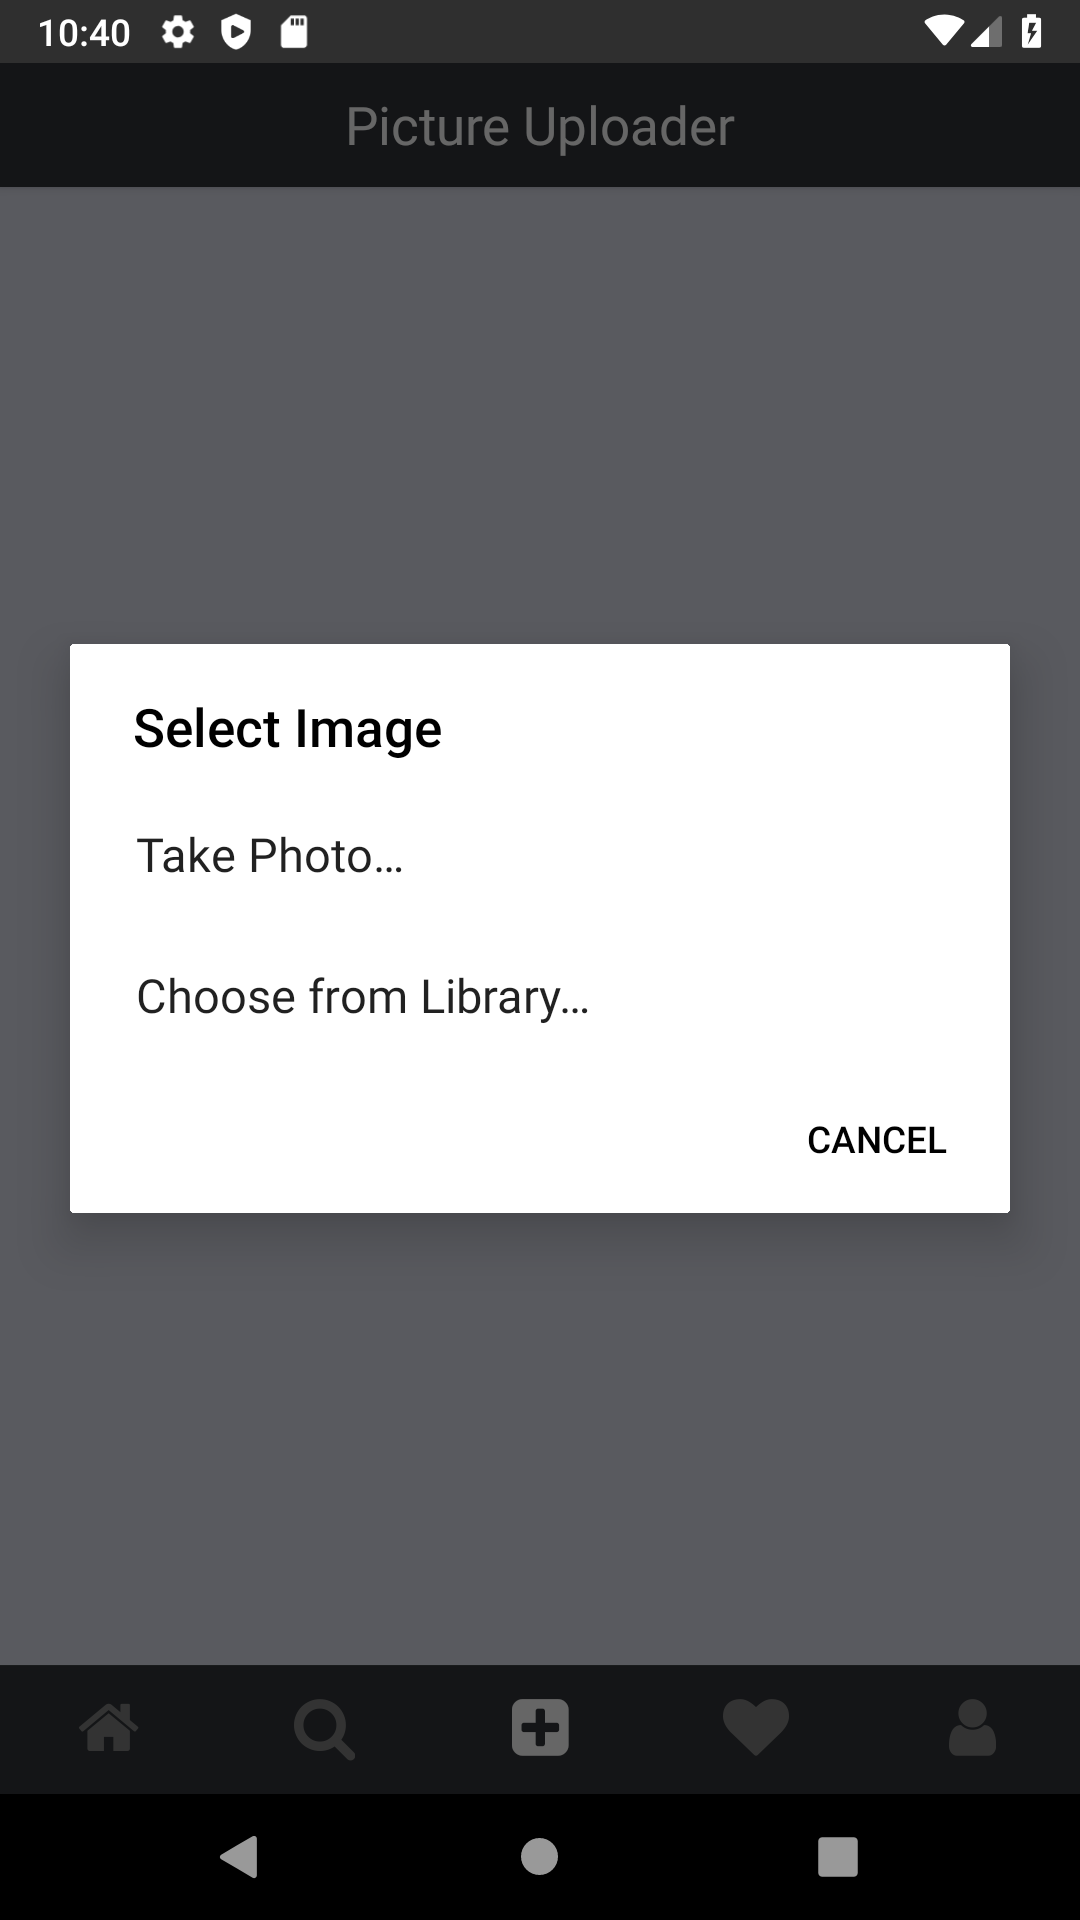 10:40
Picture Uploader
Select Image
Take Photo…
Choose from Library…
CANCEL